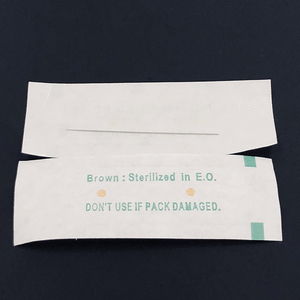 Brown : Sterilized in E.O.
DON'T USE IF PACK DAMAGED.